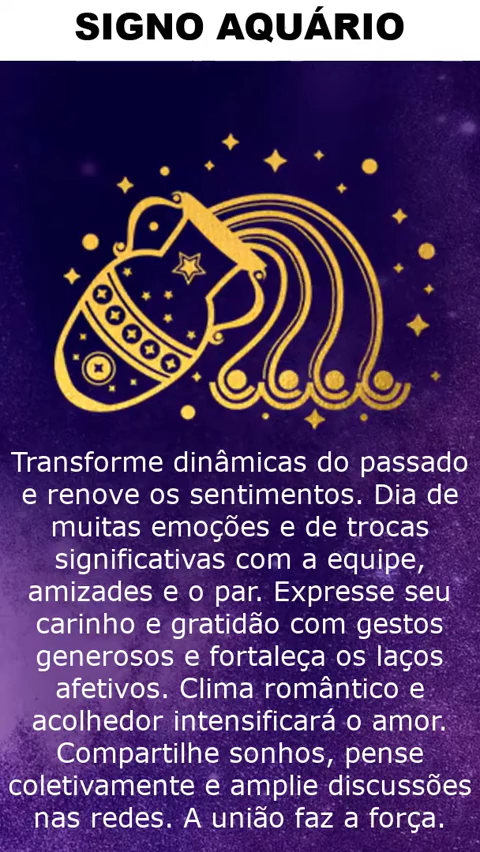 SIGNO AQUÁRIO
Transforme dinâmicas do passado
e renove os sentimentos. Dia de
muitas emoções e de trocas
significativas com a equipe,
amizades e o par. Expresse seu
carinho e gratidão com gestos
generosos e fortaleça os laços
afetivos. Clima romântico e
acolhedor intensificará o amor.
Compartilhe sonhos, pense
coletivamente e amplie discussões
nas redes. A união faz a força.